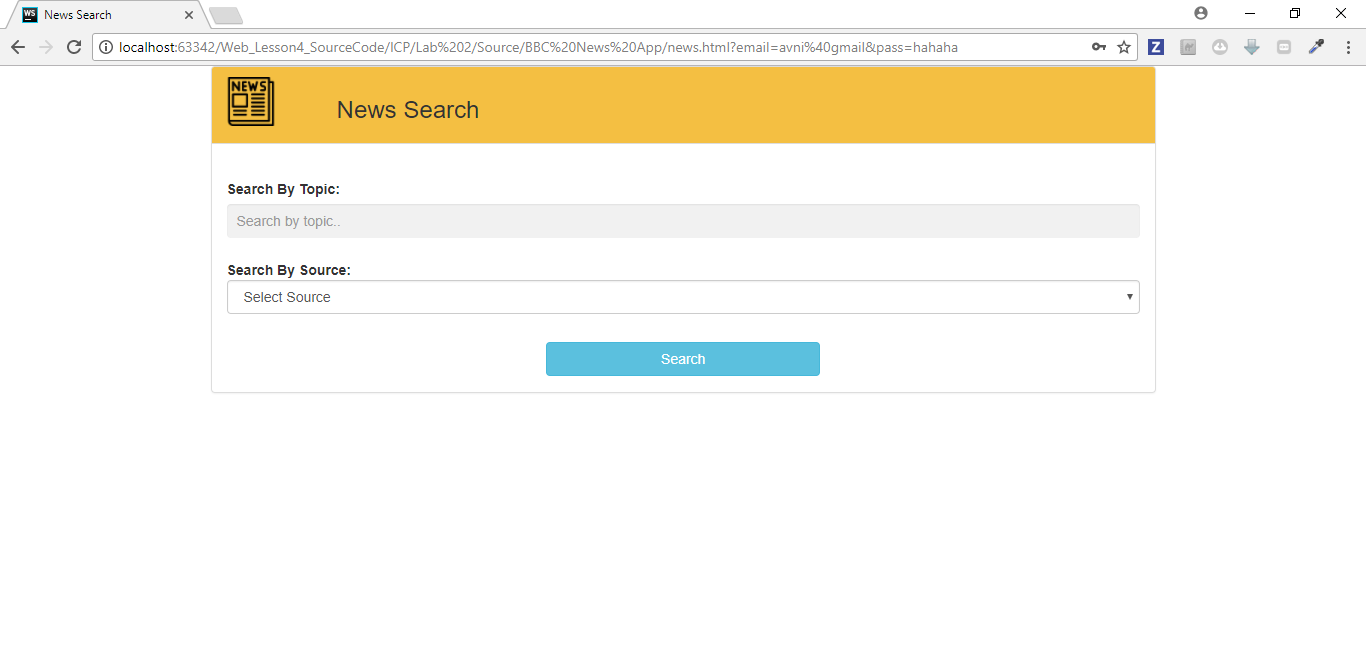 WS News Search
localhost:63342/Web_Lesson4_SourceCode/ICP/Lab%202/Source/BBC%20News%20App/news.html?email=avni%40gmail&pass=hahaha
Z
NEWS
News Search
Search By Topic:
Search by topic..
Search By Source:
Select Source
Search